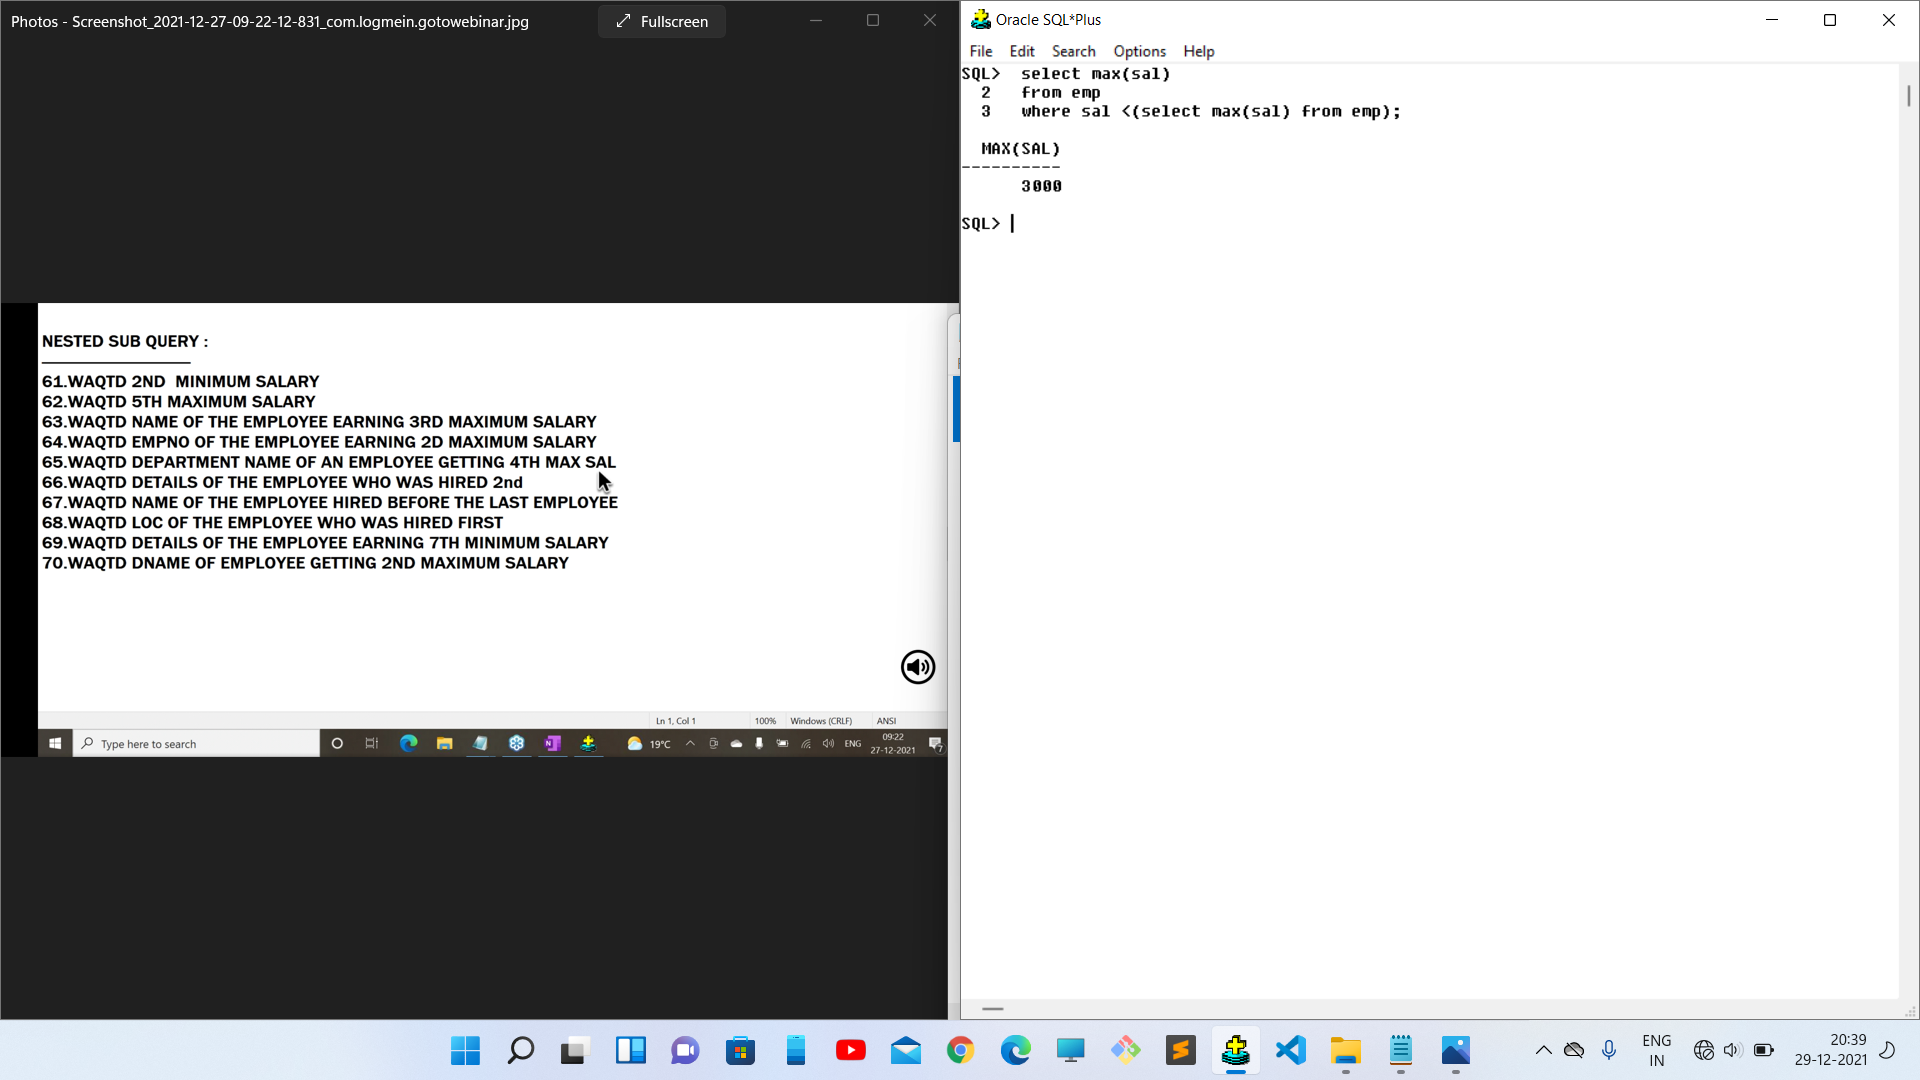 Photos - Screenshot_2021-12-27-09-22-12-831_com.logmein.gotowebinar.jpg
Fullscreen
NESTED SUB QUERY :
61.WAQTD 2ND  MINIMUM SALARY
62.WAQTD 5TH MAXIMUM SALARY
63.WAQTD NAME OF THE EMPLOYEE EARNING 3RD MAXIMUM SALARY
64.WAQTD EMPNO OF THE EMPLOYEE EARNING 2D MAXIMUM SALARY
65.WAQTD DEPARTMENT NAME OF AN EMPLOYEE GETTING 4TH MAX SAL
66.WAQTD DETAILS OF THE EMPLOYEE WHO WAS HIRED 2nd
67.WAQTD NAME OF THE EMPLOYEE HIRED BEFORE THE LAST EMPLOYEE
68.WAQTD LOC OF THE EMPLOYEE WHO WAS HIRED FIRST
69.WAQTD DETAILS OF THE EMPLOYEE EARNING 7TH MINIMUM SALARY
70.WAQTD DNAME OF EMPLOYEE GETTING 2ND MAXIMUM SALARY
Ln 1, Col 1 100% Windows (CRLF) ANSI
Type here to search 19°C ENG 09:22
27-12-2021 7
Oracle SQL*Plus
File Edit Search Options Help
SQL>  select max(sal)
2   from emp
3   where sal <(select max(sal) from emp);
MAX(SAL)
----------
3000
SQL>
ENG
IN
20:39
29-12-2021